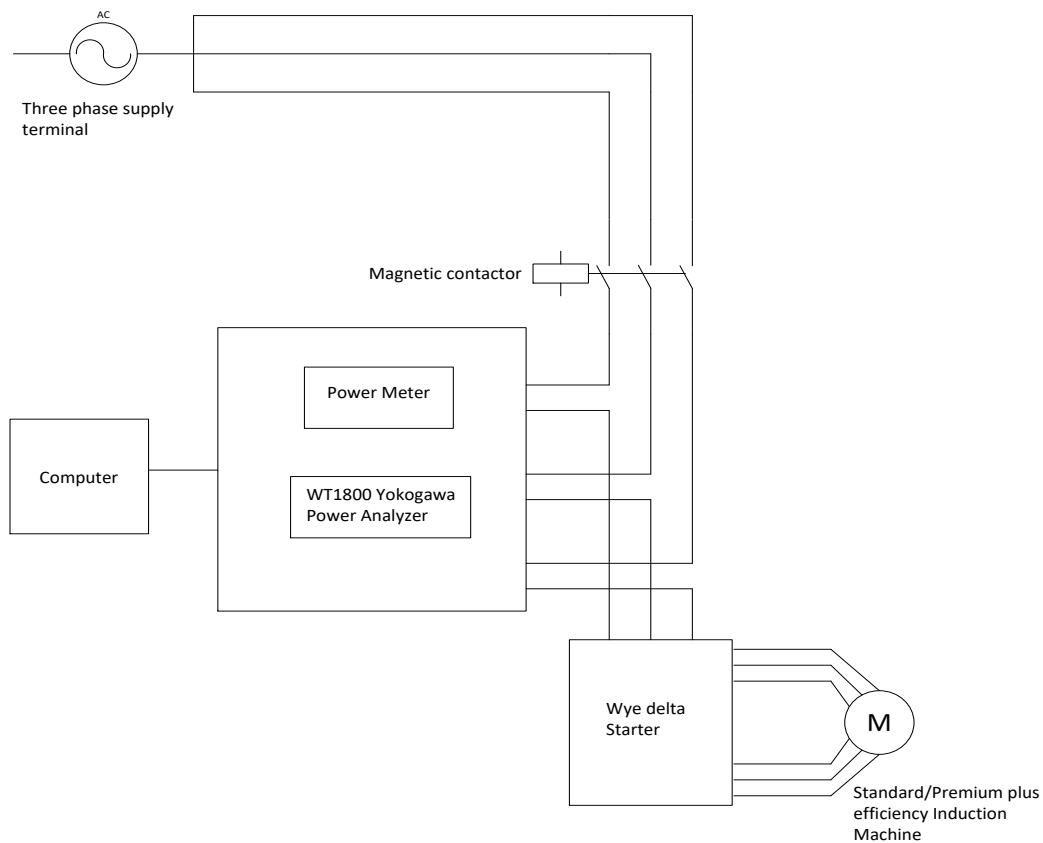 AC
Three phase supply
terminal
Magnetic contactor
Power Meter
Computer
WT1800 Yokogawa
Power Analyzer
Wye delta
Starter
M
Standard/Premium plus
efficiency Induction
Machine